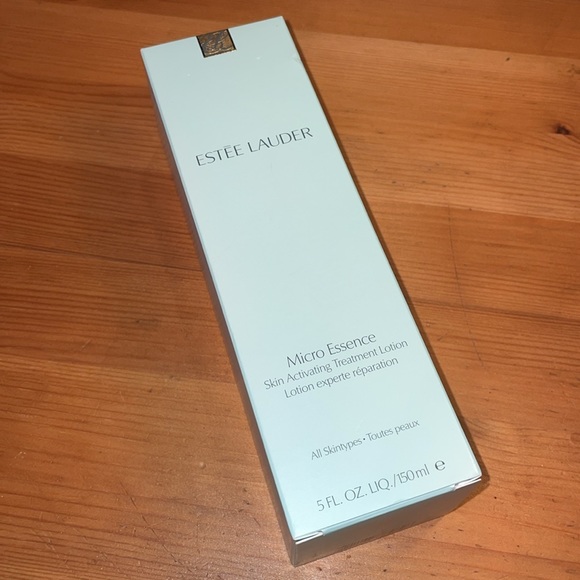 ESTĒE LAUDER
Micro Essence
Skin Activating Treatment Lotion
Lotion experte réparation
All Skintypes • Toutes peaux
5 FL. OZ. LIQ./150ml ℮